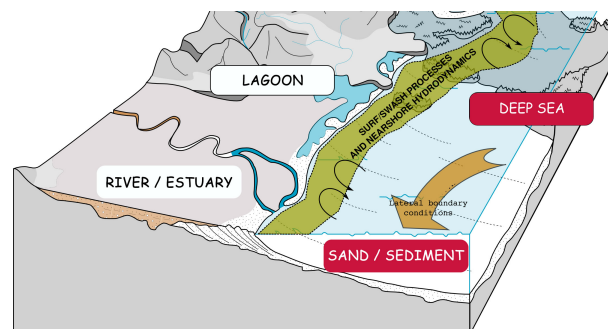 LAGOON
SURF/SWASH PROCESSES
AND NEARSHORE HYDRODYNAMICS
DEEP SEA
RIVER / ESTUARY
Lateral boundary
conditions
SAND / SEDIMENT